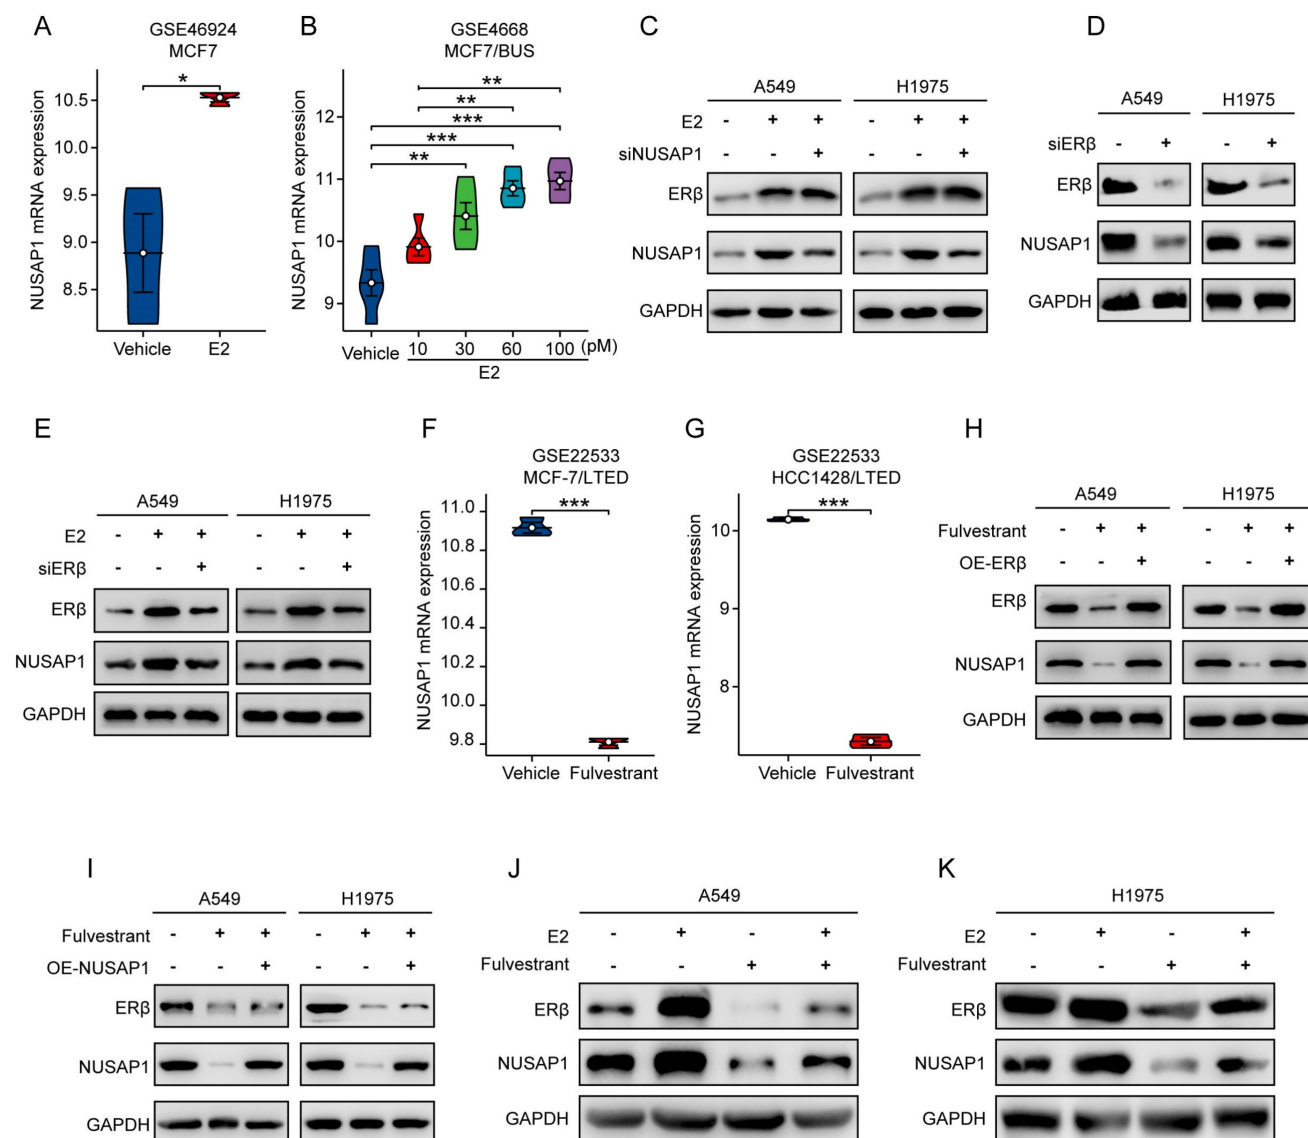 A
GSE46924
MCF7
NUSAP1 mRNA expression
*
10.5
10.0
9.5
9.0
8.5
Vehicle E2
B
GSE4668
MCF7/BUS
NUSAP1 mRNA expression
**
**
***
***
**
12
11
10
9
Vehicle 10 30 60 100 (pM)
E2
C
A549 H1975
E2 - + + - + +
siNUSAP1 - - + - - +
ERβ
NUSAP1
GAPDH
D
A549 H1975
siERβ - + - +
ERβ
NUSAP1
GAPDH
E
A549 H1975
E2 - + + - + +
siERβ - - + - - +
ERβ
NUSAP1
GAPDH
F
GSE22533
MCF-7/LTED
NUSAP1 mRNA expression
***
11.0
10.8
10.6
10.4
10.2
10.0
9.8
Vehicle Fulvestrant
G
GSE22533
HCC1428/LTED
NUSAP1 mRNA expression
***
10
9
8
Vehicle Fulvestrant
H
A549 H1975
Fulvestrant - + + - + +
OE-ERβ - - + - - +
ERβ
NUSAP1
GAPDH
I
A549 H1975
Fulvestrant - + + - + +
OE-NUSAP1 - - + - - +
ERβ
NUSAP1
GAPDH
J
A549
E2 - + - +
Fulvestrant - - + +
ERβ
NUSAP1
GAPDH
K
H1975
E2 - + - +
Fulvestrant - - + +
ERβ
NUSAP1
GAPDH